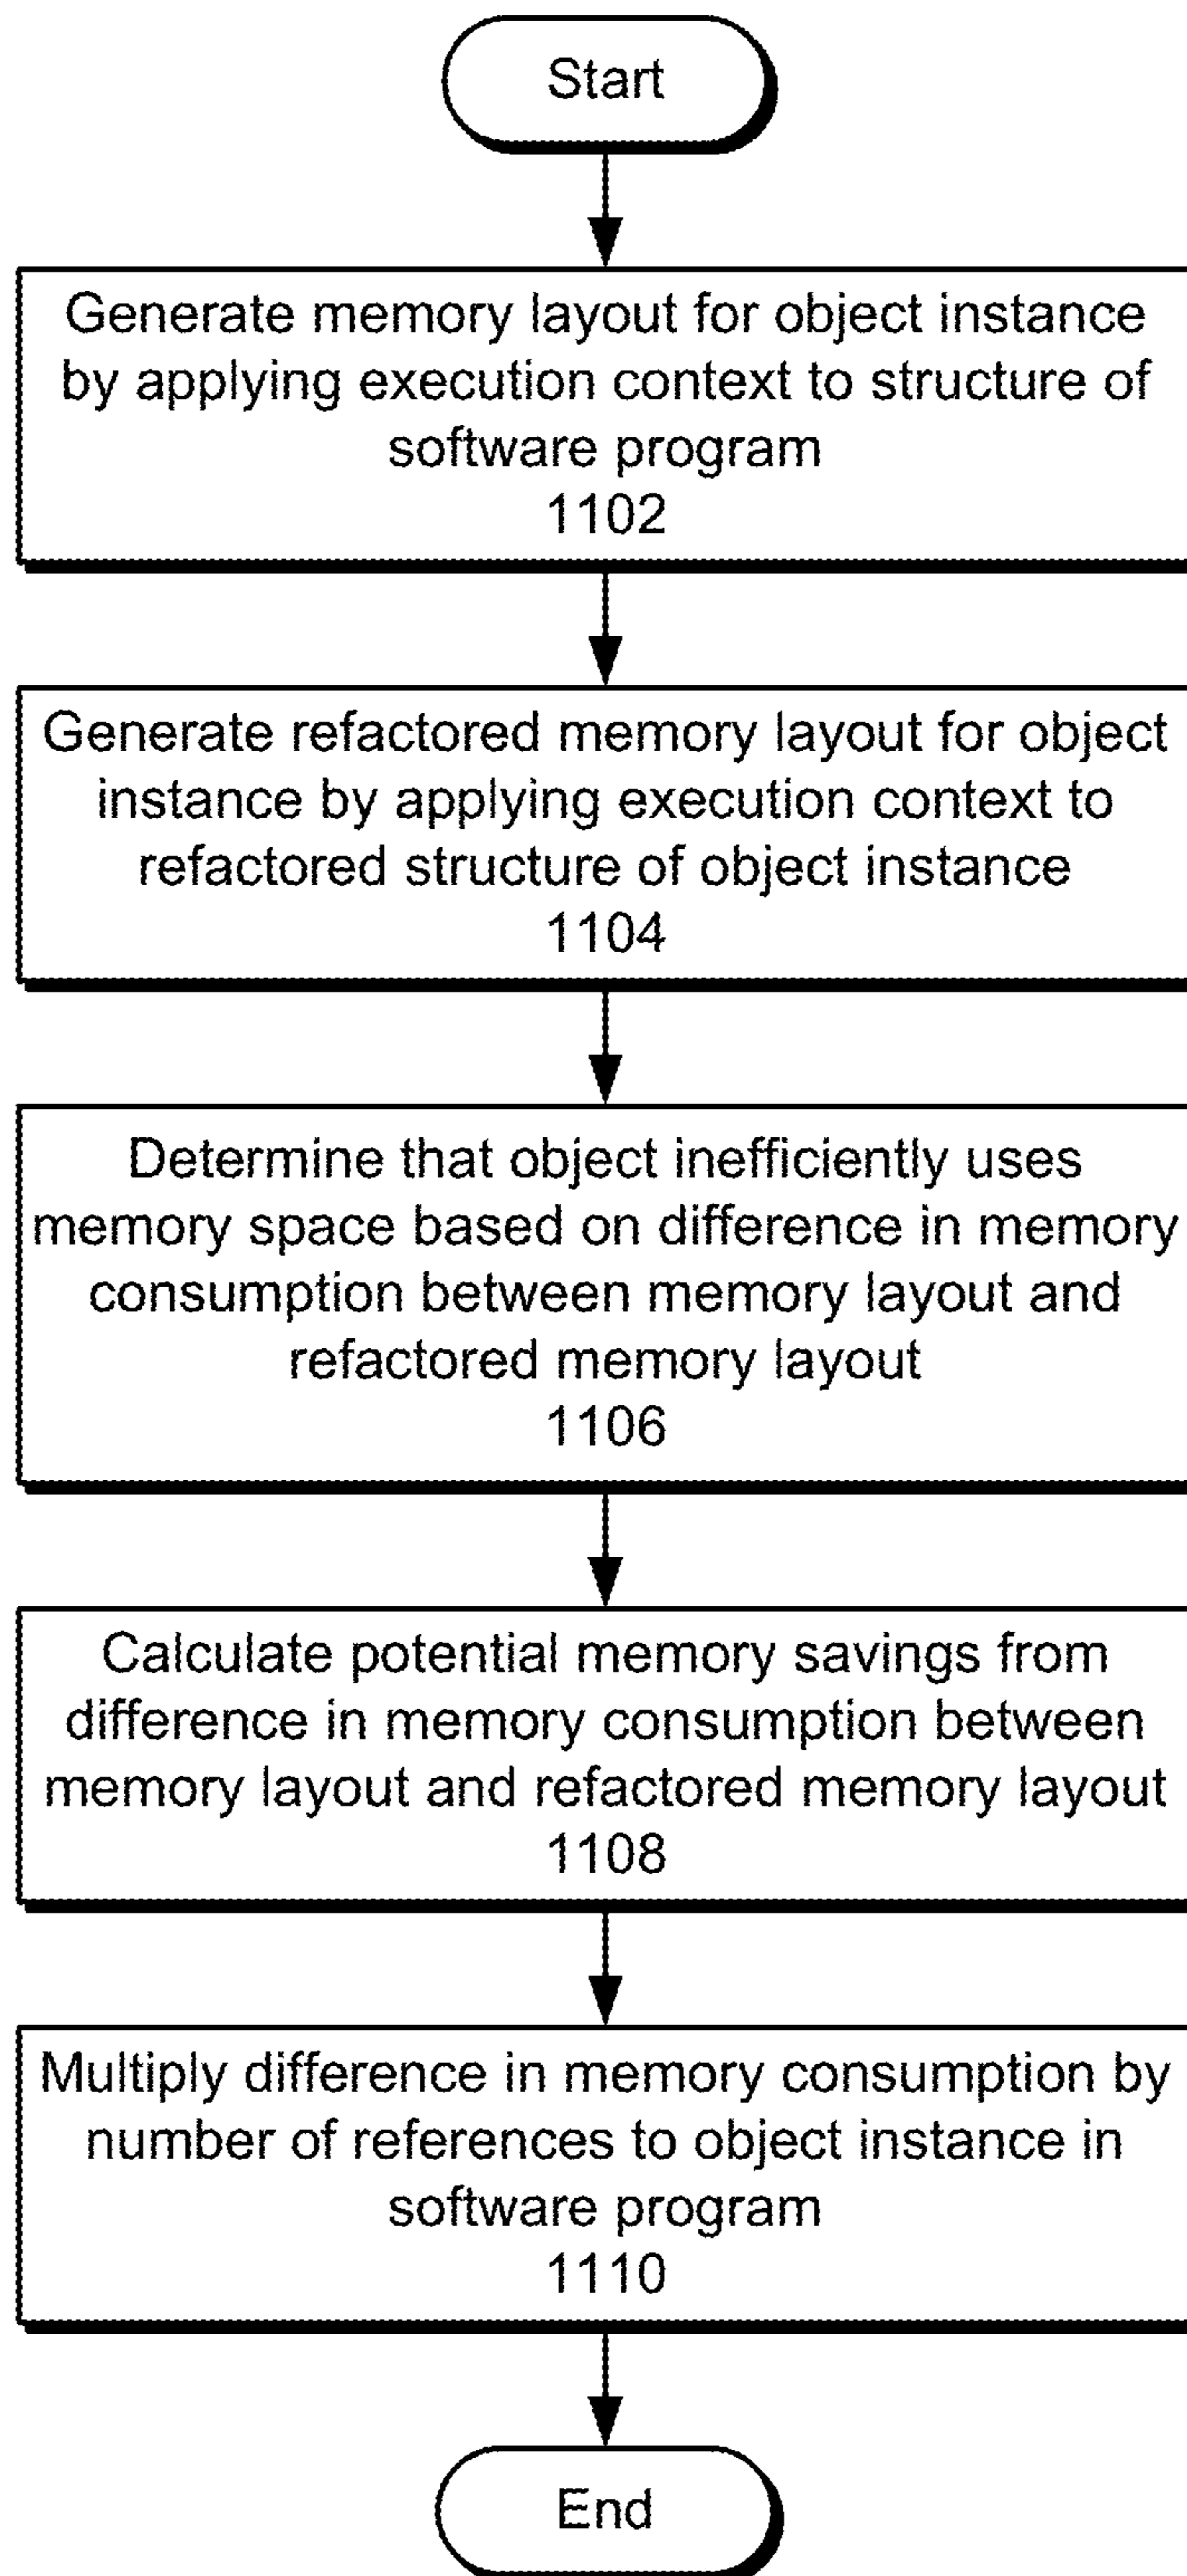 Start
Generate memory layout for object instance
by applying execution context to structure of
software program
1102
Generate refactored memory layout for object
instance by applying execution context to
refactored structure of object instance
1104
Determine that object inefficiently uses
memory space based on difference in memory
consumption between memory layout and
refactored memory layout
1106
Calculate potential memory savings from
difference in memory consumption between
memory layout and refactored memory layout
1108
Multiply difference in memory consumption by
number of references to object instance in
software program
1110
End